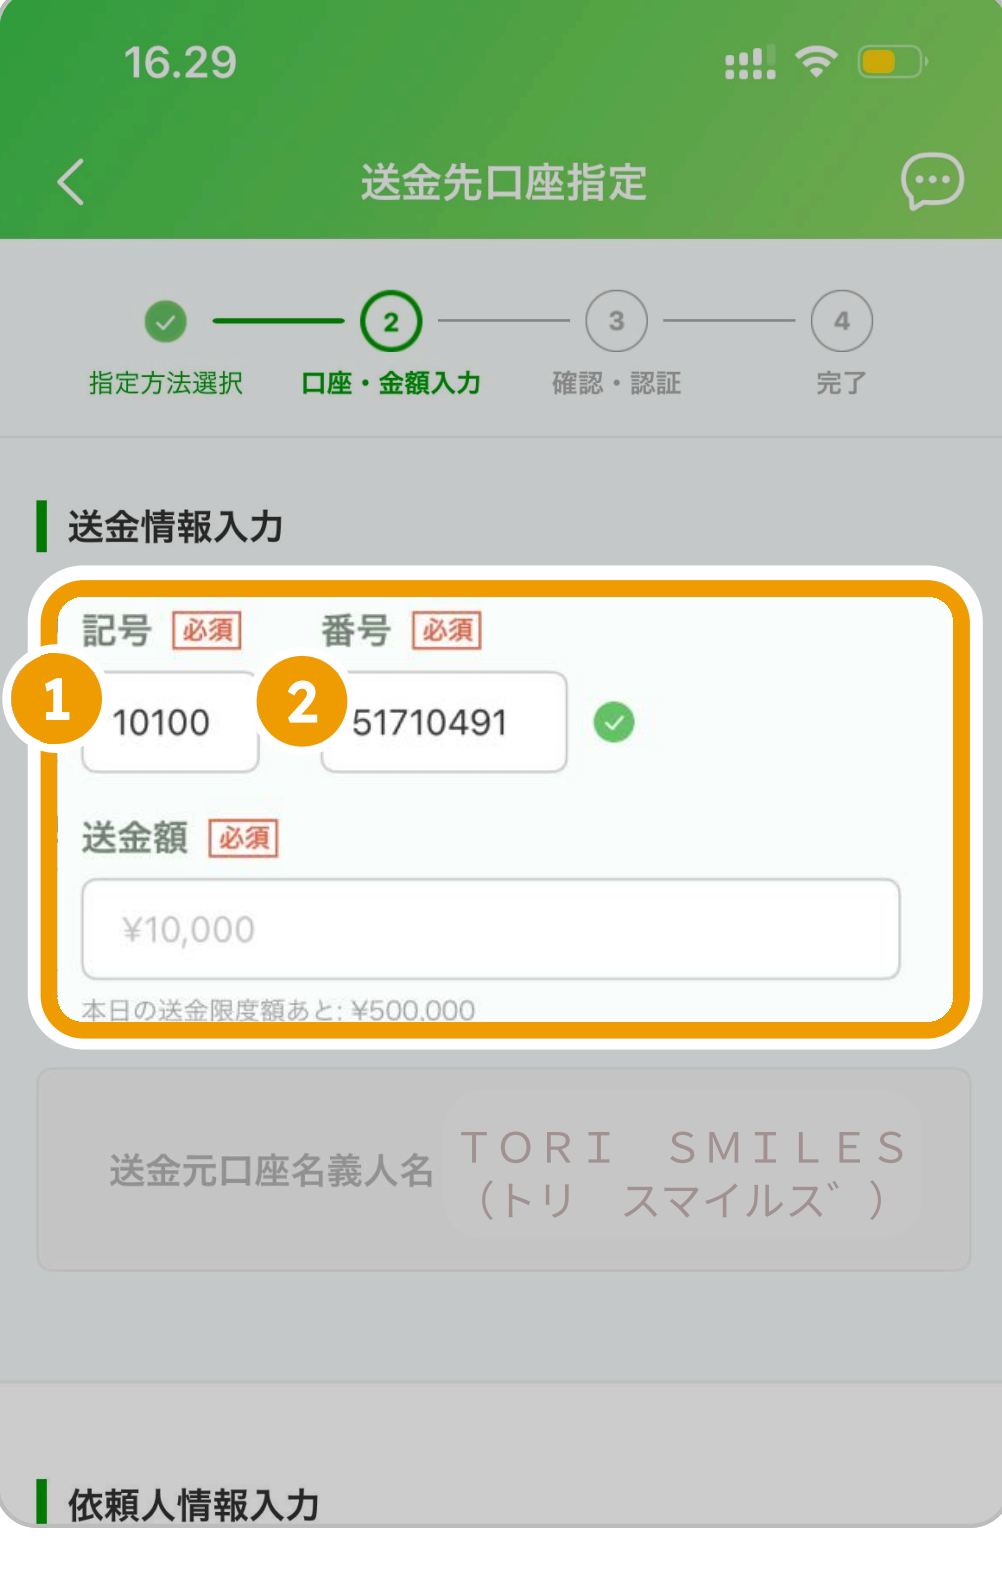 16.29
送金先口座指定
2 3 4
指定方法選択 口座・金額入力 確認・認証 完了
送金情報入力
記号 必須 番号 必須
1 10100 2 51710491
送金額 必須
¥10,000
本日の送金限度額あと: ¥500,000
送金元口座名義人名 ＴＯＲＩ　ＳＭＩＬＥＳ
（トリ　スマイルス゛）
依頼人情報入力